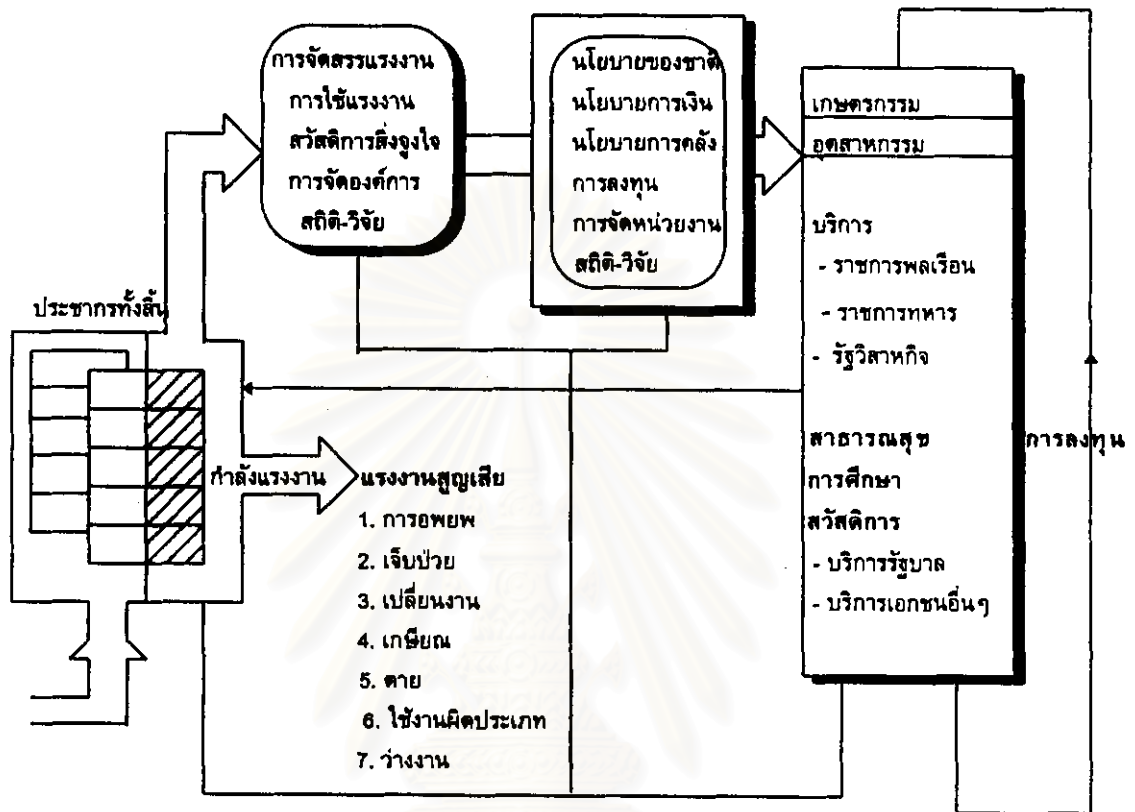 การจัดสรรแรงงาน
การใช้แรงงาน
สวัสดิการสิ่งจูงใจ
การจัดองค์การ
สถิติ-วิจัย
นโยบายของชาติ
นโยบายการเงิน
นโยบายการคลัง
การลงทุน
การจัดหน่วยงาน
สถิติ-วิจัย
เกษตรกรรม
อุตสาหกรรม
บริการ
- ราชการพลเรือน
- ราชการทหาร
- รัฐวิสาหกิจ
สาธารณสุข
การศึกษา
สวัสดิการ
- บริการรัฐบาล
- บริการเอกชนอื่นๆ
การลงทุน
ประชากรทั้งสิ้น
กำลังแรงงาน
แรงงานสูญเสีย
1. การอพยพ
2. เจ็บป่วย
3. เปลี่ยนงาน
4. เกษียณ
5. ตาย
6. ใช้งานผิดประเภท
7. ว่างงาน